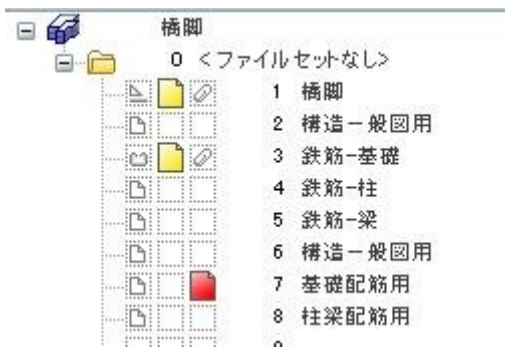 橋脚
0 <ファイルセットなし>
1 橋脚
2 構造一般図用
3 鉄筋-基礎
4 鉄筋-柱
5 鉄筋-梁
6 構造一般図用
7 基礎配筋用
8 柱梁配筋用